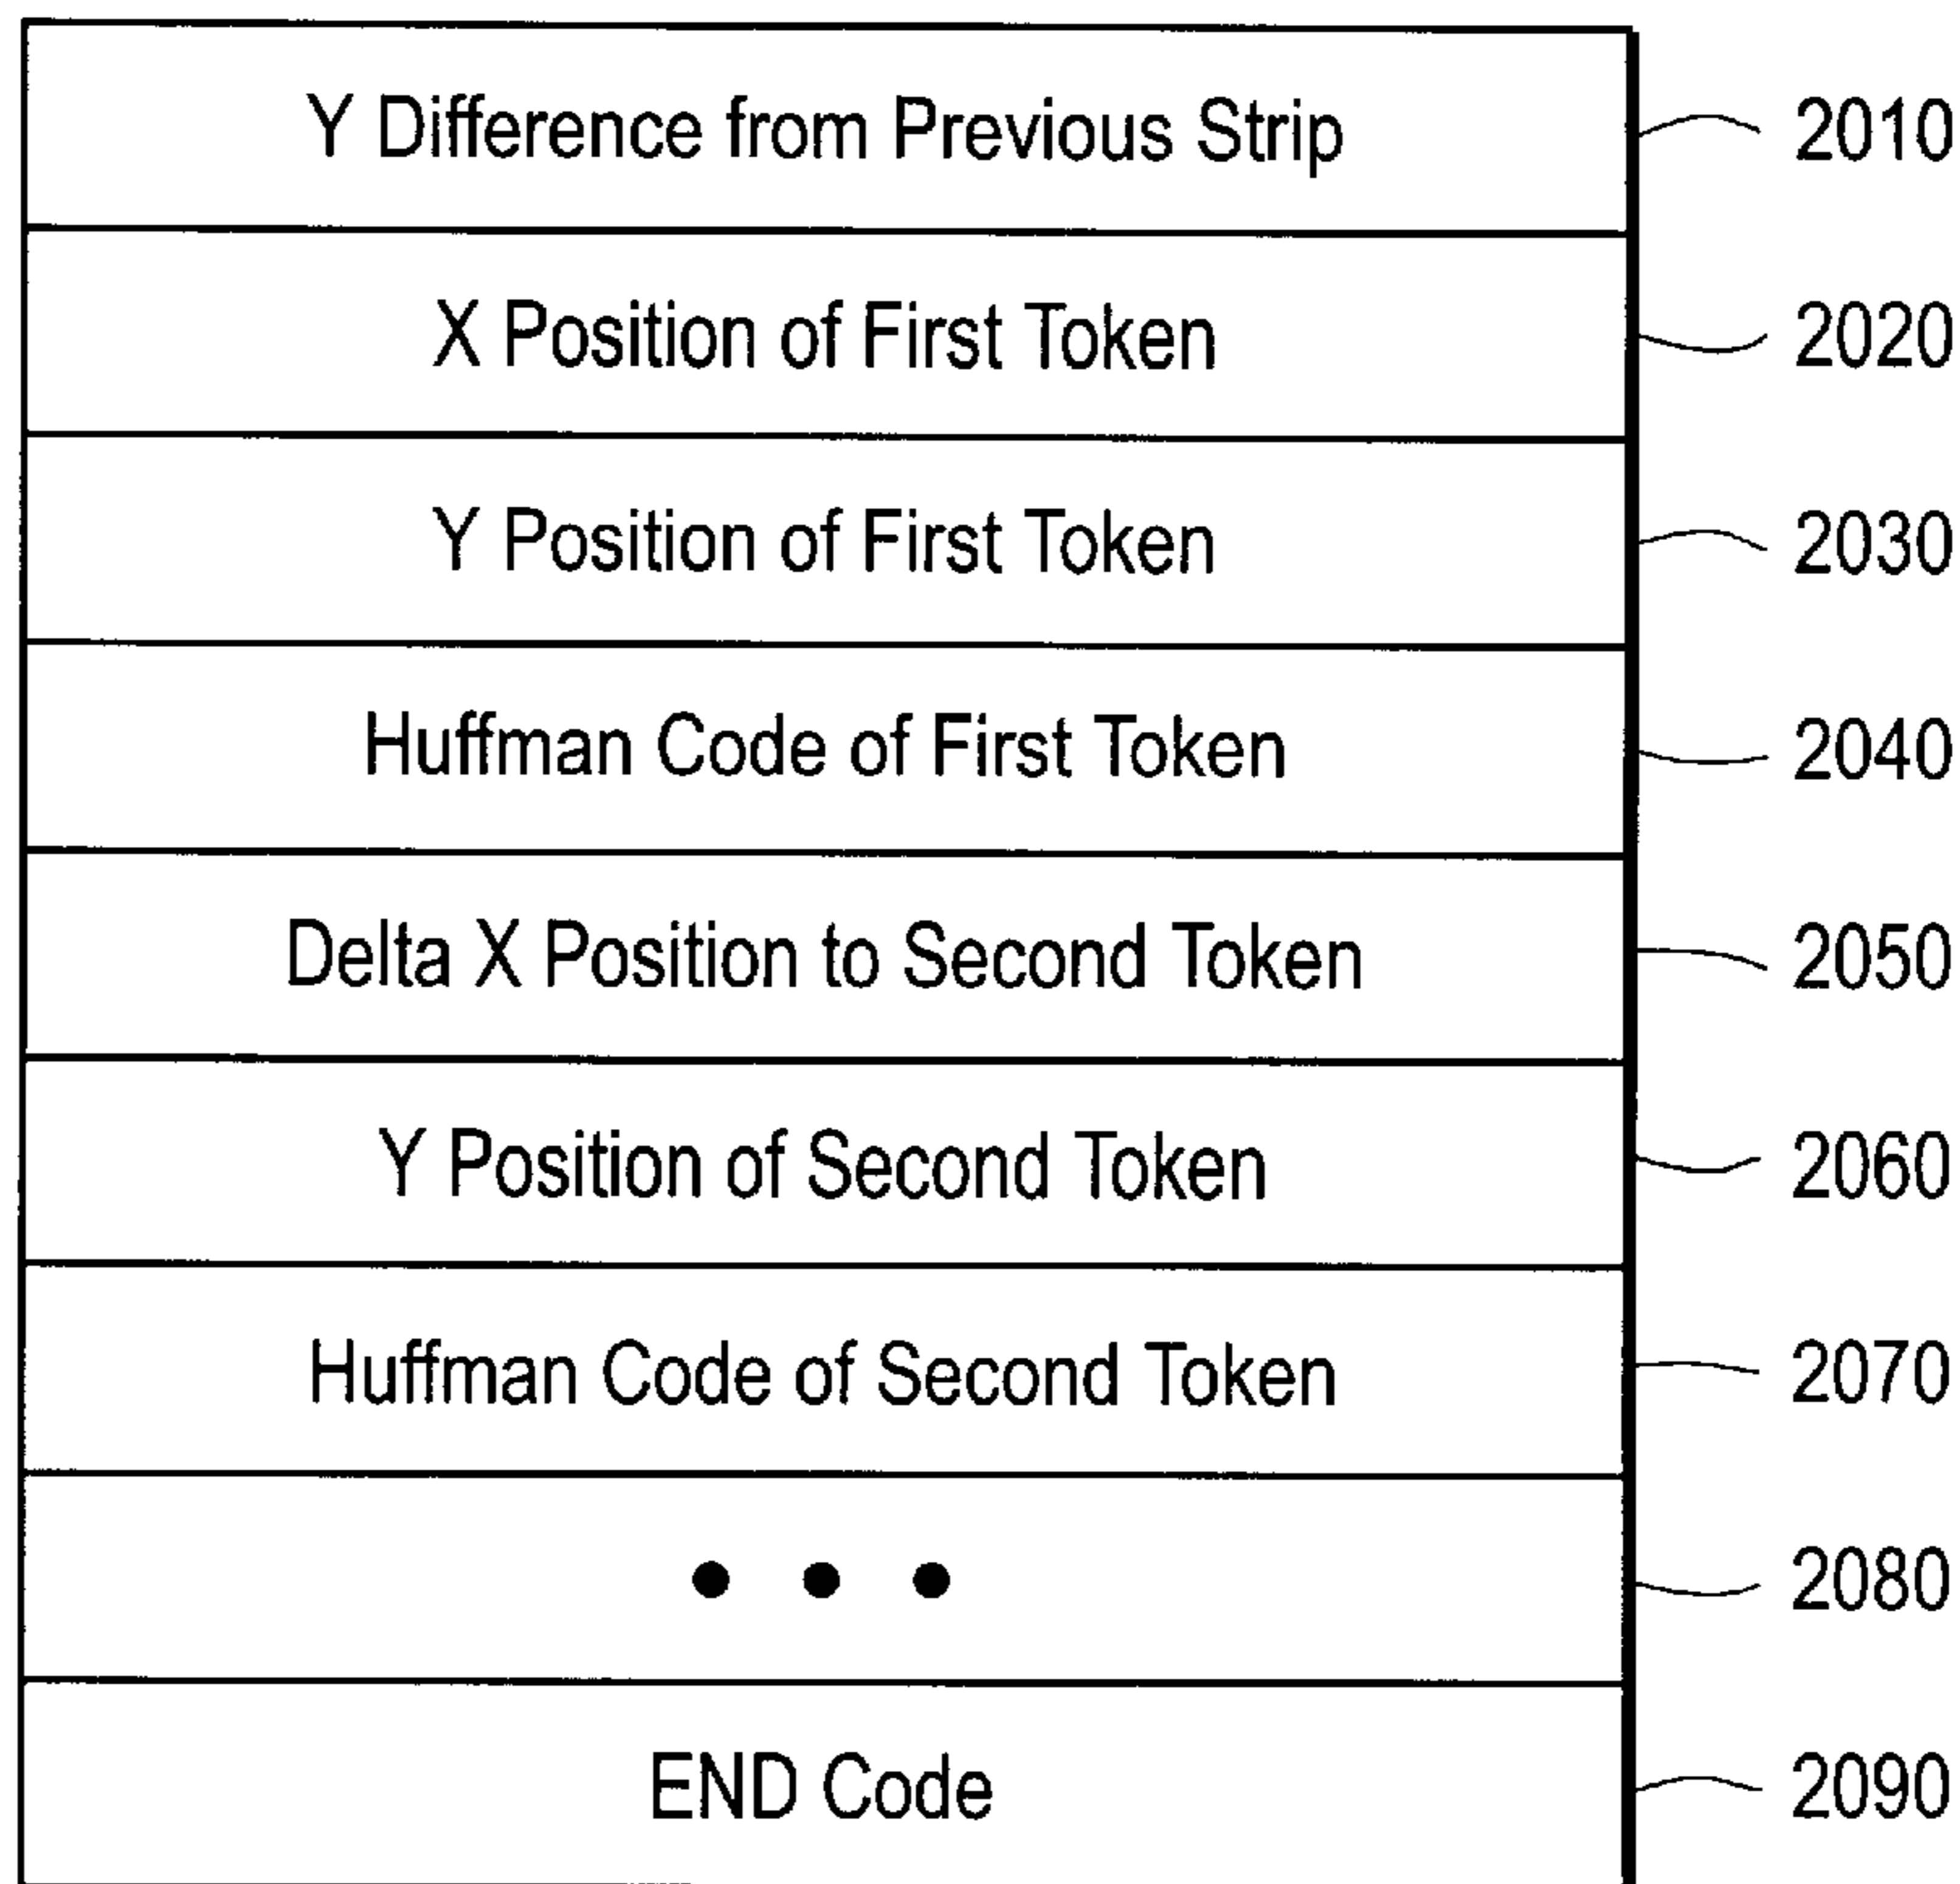 Y Difference from Previous Strip 2010
X Position of First Token 2020
Y Position of First Token 2030
Huffman Code of First Token 2040
Delta X Position to Second Token 2050
Y Position of Second Token 2060
Huffman Code of Second Token 2070
• • • 2080
END Code 2090